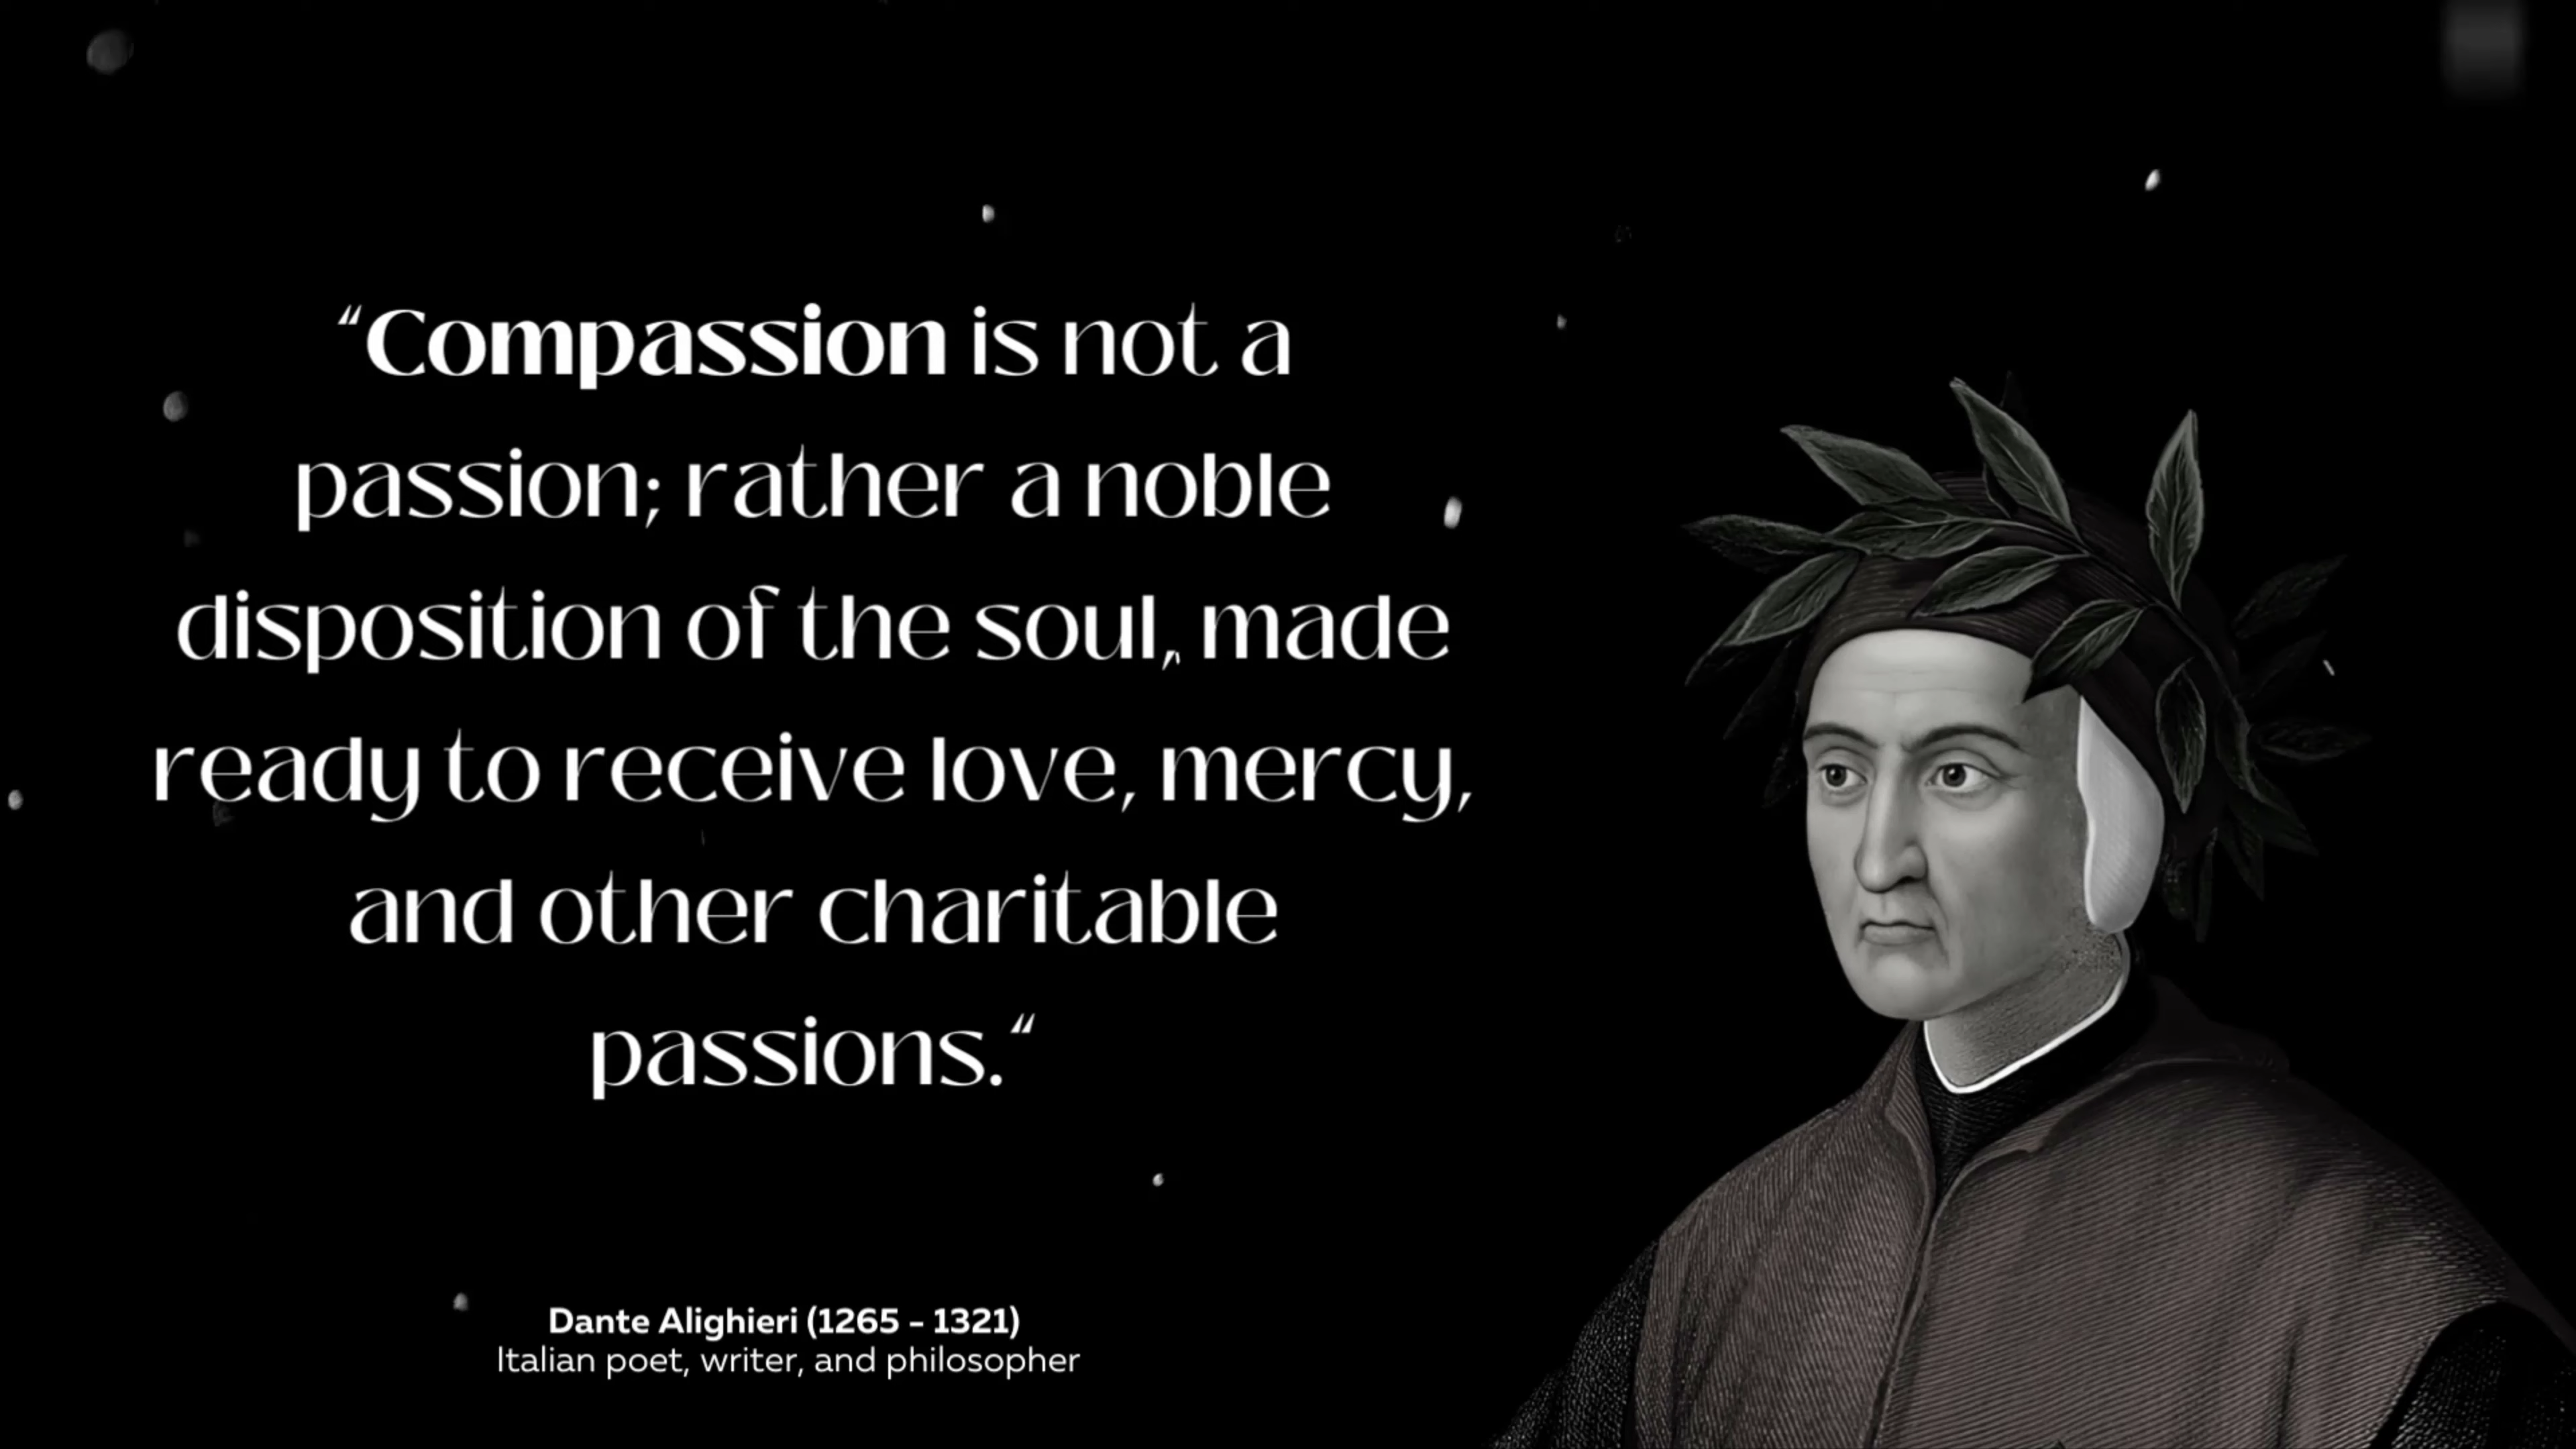 “Compassion is not a
passion; rather a noble
disposition of the soul, made
ready to receive love, mercy,
and other charitable
passions.“
Dante Alighieri (1265 - 1321)
Italian poet, writer, and philosopher